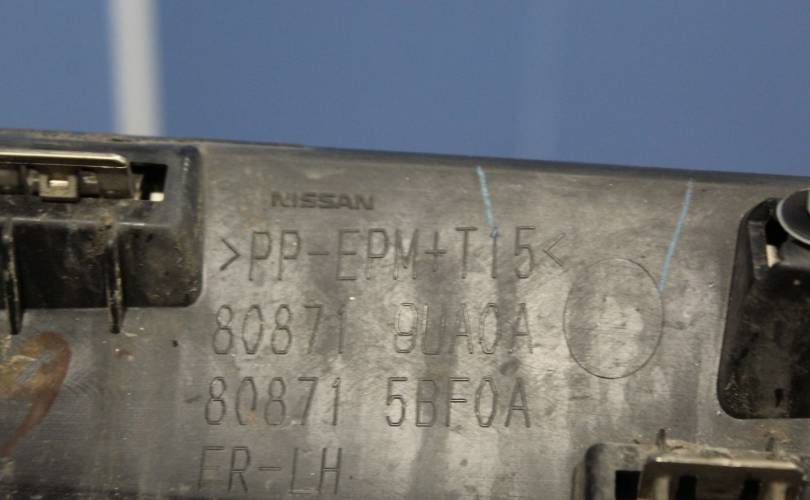 NISSAN
>PP-EPM+T15<
80871 9UA0A
80871 5BF0A
FR-LH